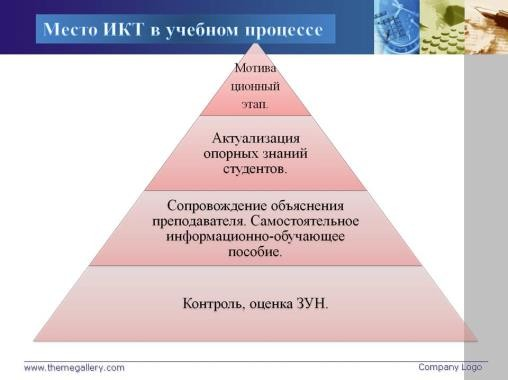 Место ИКТ в учебном процессе
Мотива
ционный
этап.
Актуализация
опорных знаний
студентов.
Сопровождение объяснения
преподавателя. Самостоятельное
информационно-обучающее
пособие.
Контроль, оценка ЗУН.
www.themegallery.com
Company Logo